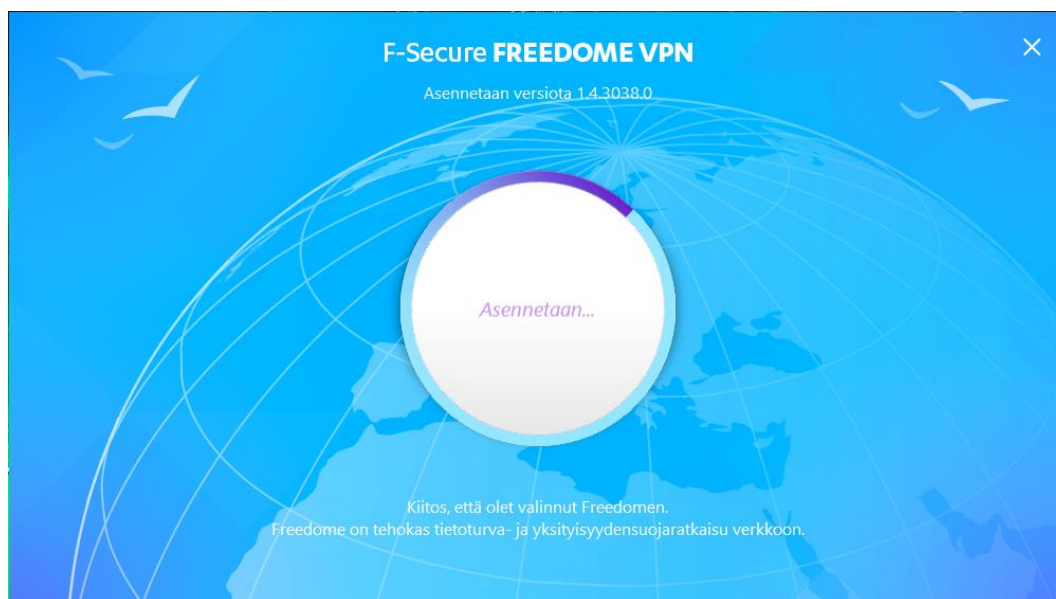 F-Secure FREEDOME VPN
Asennetaan versiota 1.4.3038.0
Asennetaan...
Kiitos, että olet valinnut Freedomen.
Freedome on tehokas tietoturva- ja yksityisyydensuojaratkaisu verkkoon.